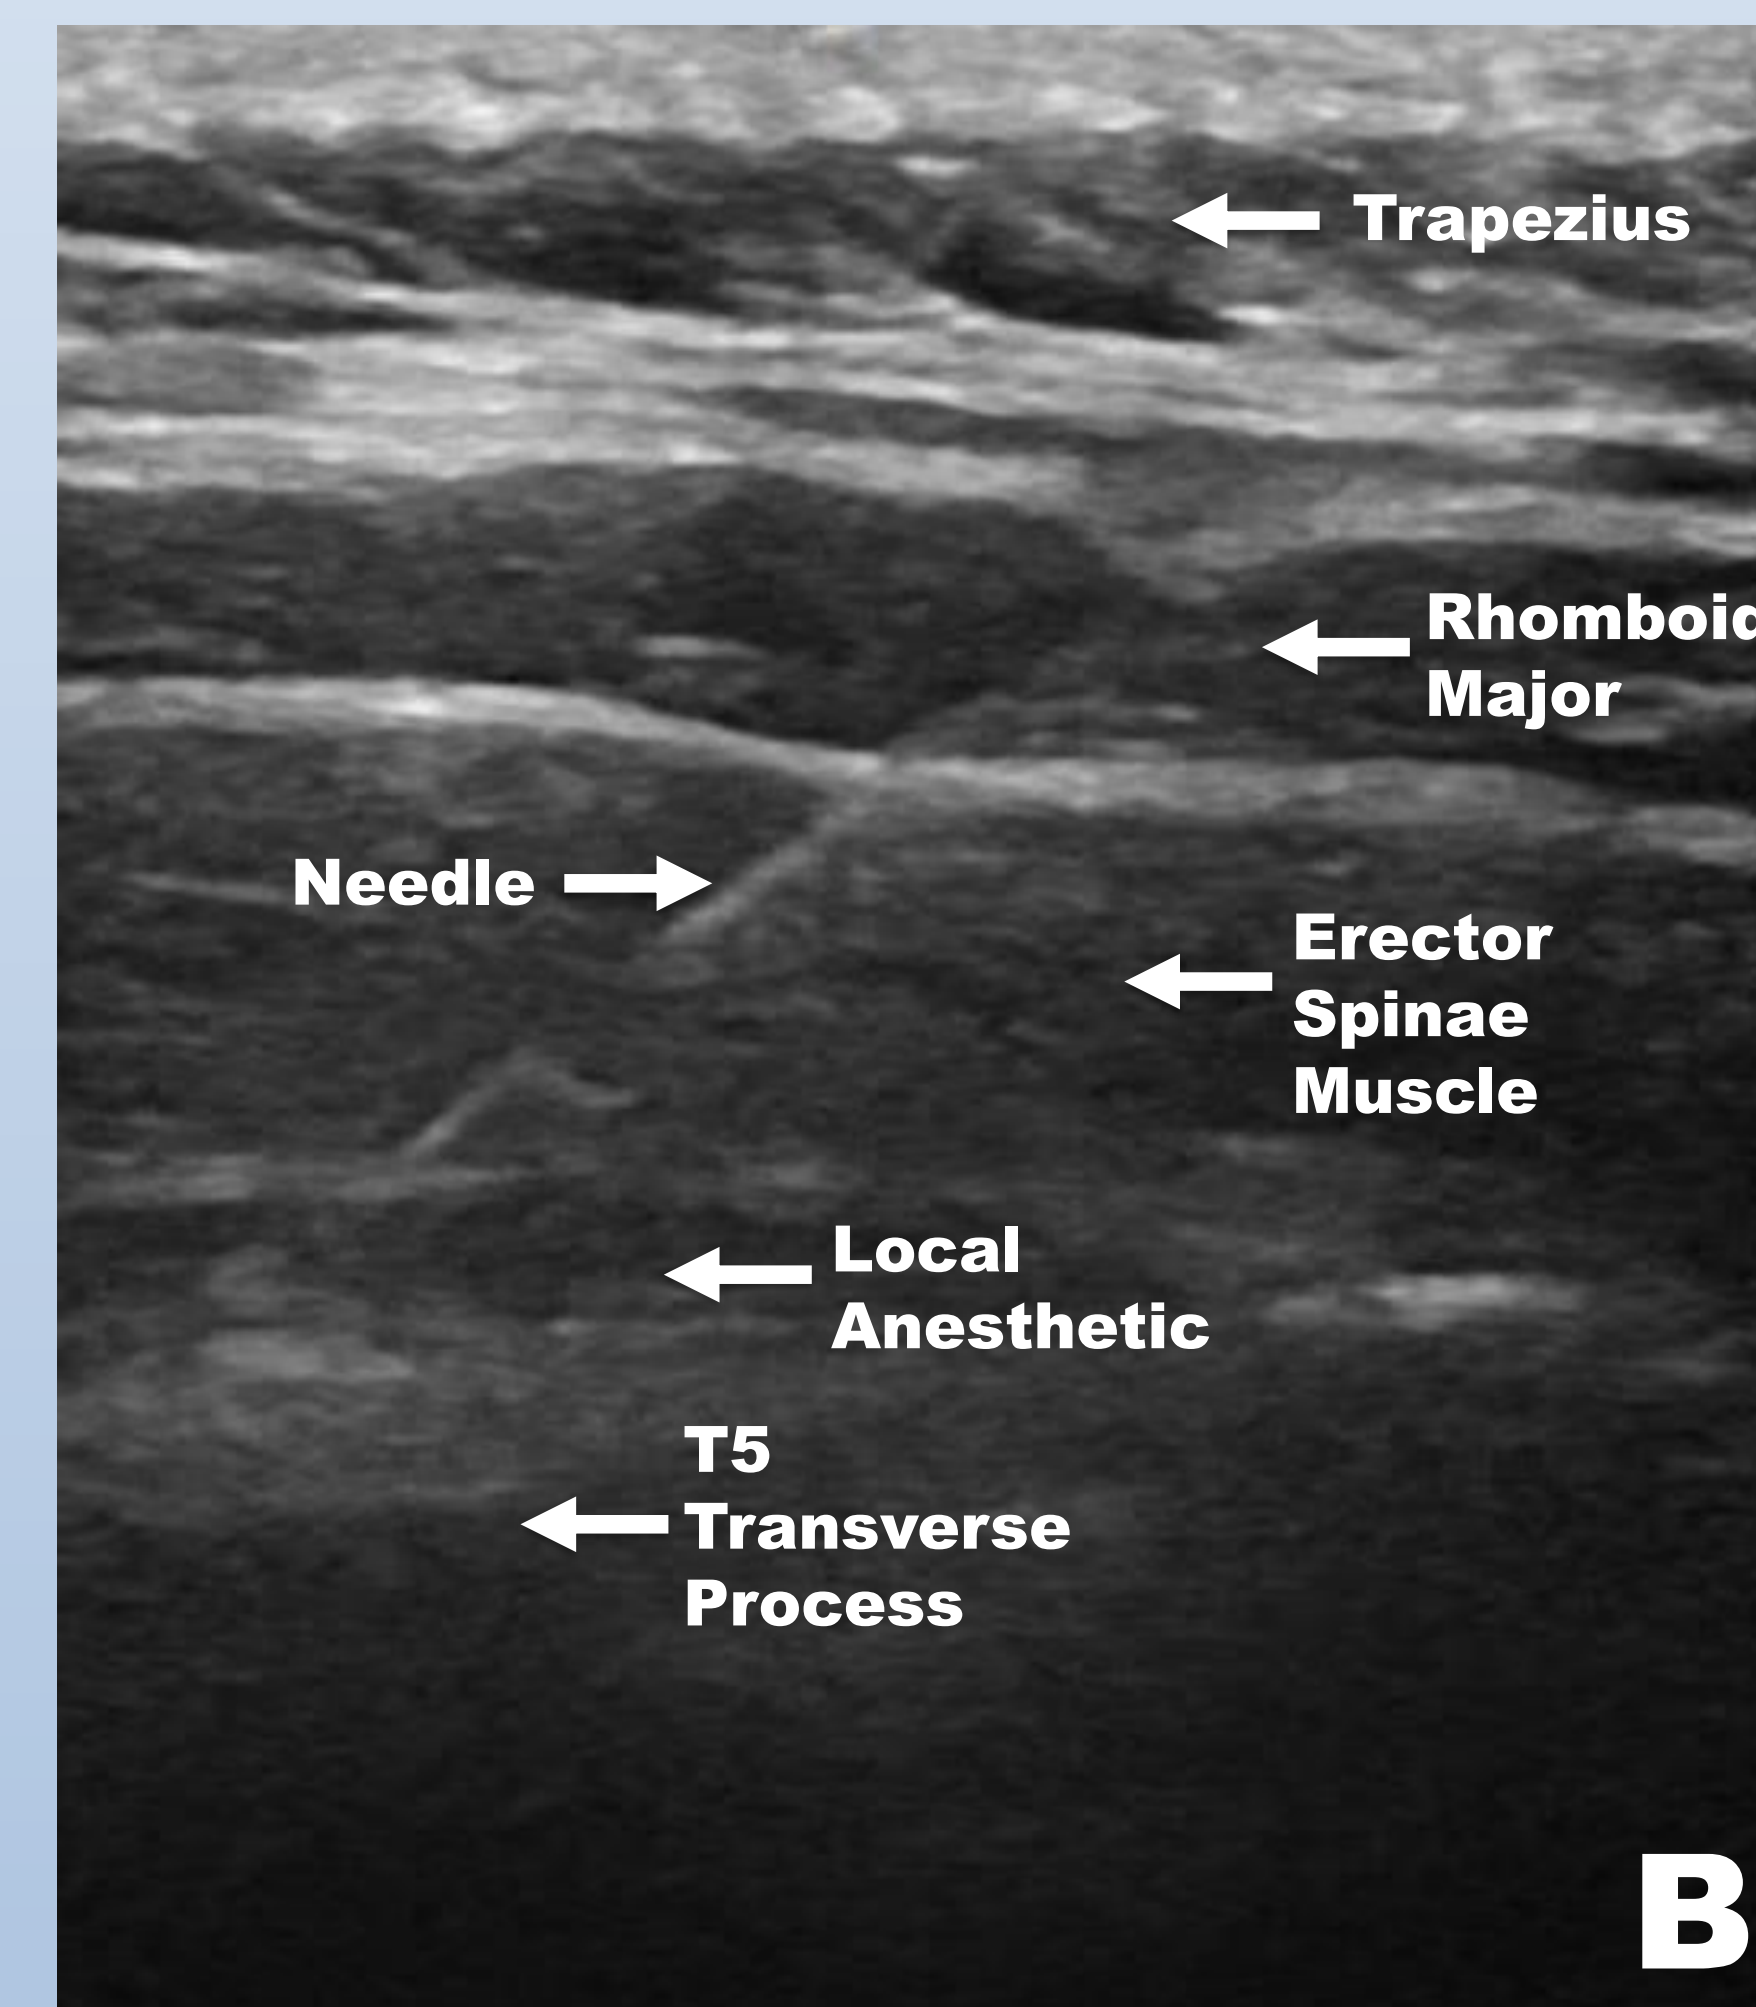 Trapezius
Rhomboid
Major
Needle
Erector
Spinae
Muscle
Local
Anesthetic
T5
Transverse
Process
B